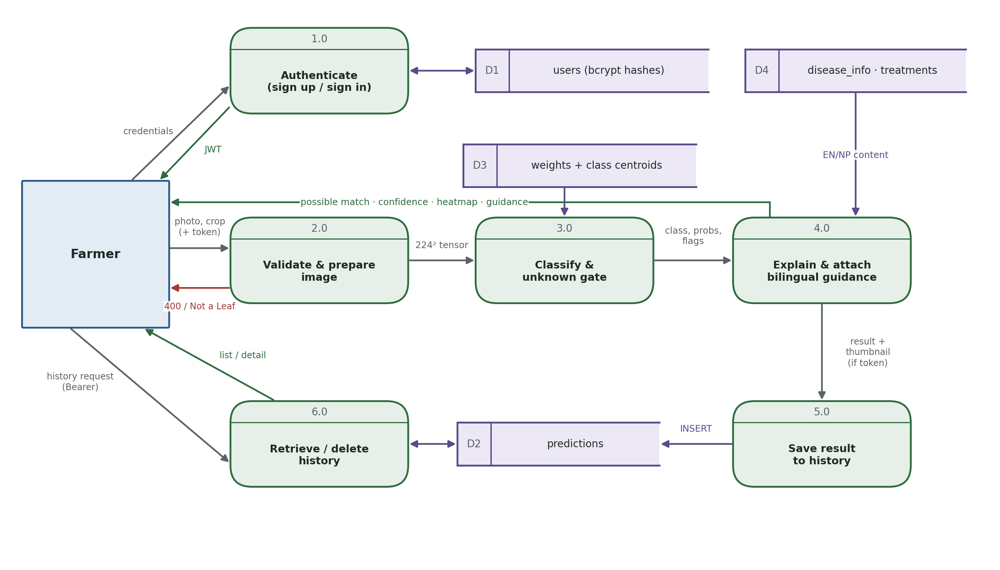 1.0
Authenticate
(sign up / sign in)
D1
users (bcrypt hashes)
D4
disease_info · treatments
credentials
JWT
EN/NP content
D3
weights + class centroids
possible match · confidence · heatmap · guidance
Farmer
photo, crop
(+ token)
400 / Not a Leaf
2.0
Validate & prepare
image
224² tensor
3.0
Classify &
unknown gate
class, probs,
flags
4.0
Explain & attach
bilingual guidance
result +
thumbnail
(if token)
list / detail
history request
(Bearer)
6.0
Retrieve / delete
history
D2
predictions
INSERT
5.0
Save result
to history